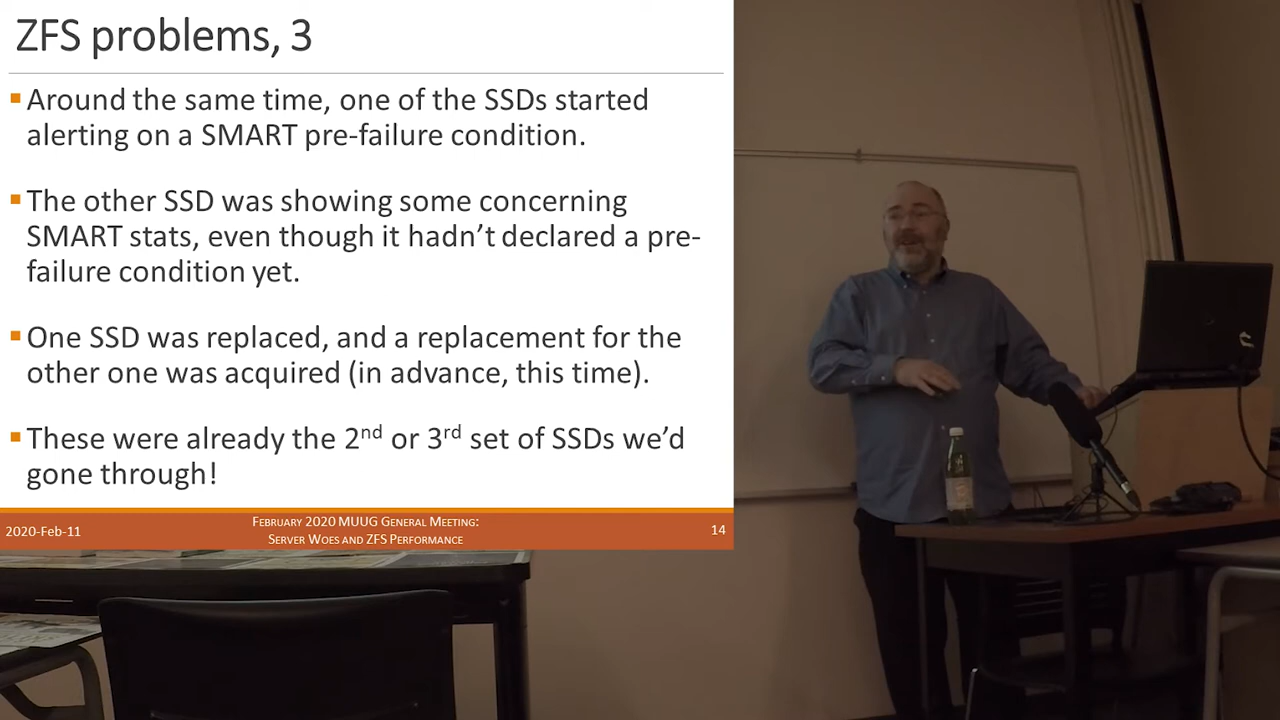 ZFS problems, 3
Around the same time, one of the SSDs started
alerting on a SMART pre-failure condition.
The other SSD was showing some concerning
SMART stats, even though it hadn't declared a pre-
failure condition yet.
One SSD was replaced, and a replacement for the
other one was acquired (in advance, this time).
These were already the 2nd or 3rd set of SSDs we'd
gone through!
2020-Feb-11
February 2020 MUUG General Meeting:
Server Woes and ZFS Performance
14